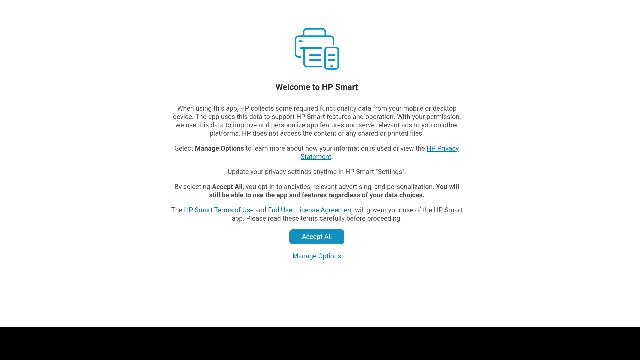 Welcome to HP Smart
When using this app, HP collects some required functionality data from your mobile or desktop
device. The app uses this data to support HP Smart features and operation. With your permission,
we use this data to improve and personalize app features and serve relevant ads to you on other
platforms. HP does not access the content of any shared or printed files.
Select Manage Options to learn more about how your information is used or view the HP Privacy
Statement.
Update your privacy settings anytime in HP Smart "Settings".
By selecting Accept All, you opt-in to analytics, relevant advertising, and personalization. You will
still be able to use the app and features regardless of your data choices.
The HP Smart Terms of Use and End User License Agreement will govern your use of the HP Smart
app. Please read these terms carefully before proceeding.
Accept All
Manage Options